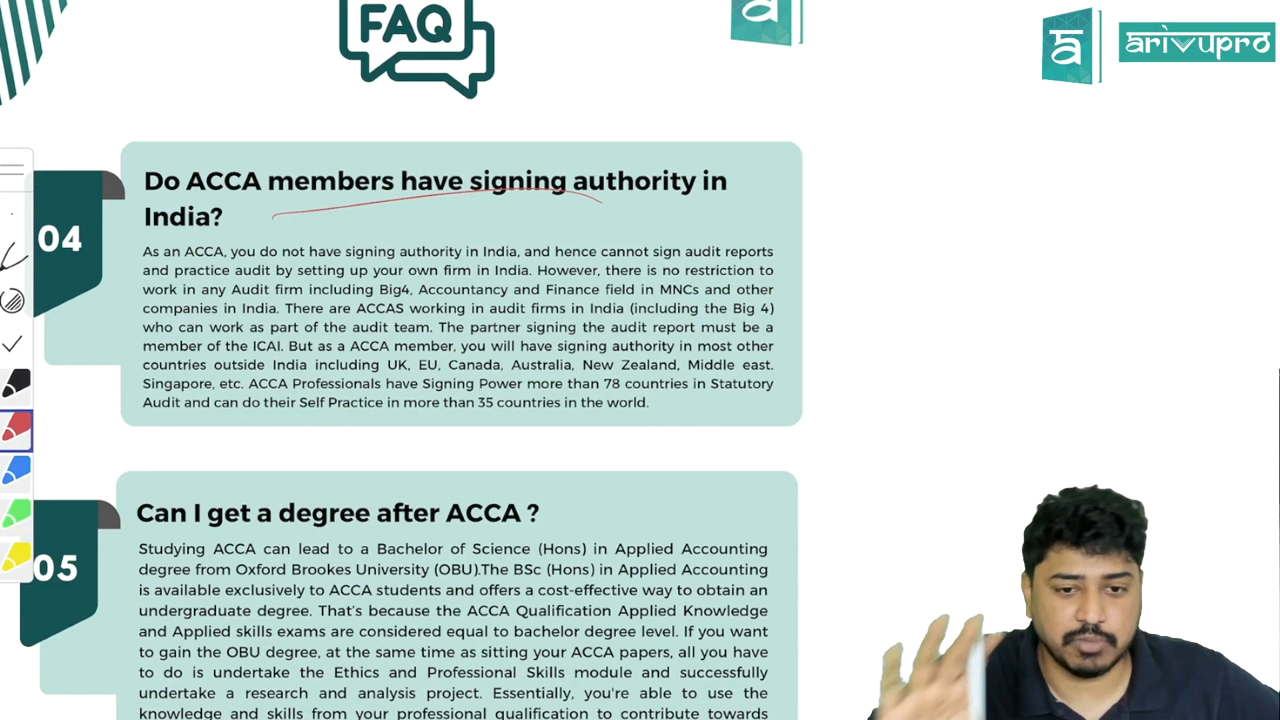 FAQ
arivupro
04
Do ACCA members have signing authority in
India?
As an ACCA, you do not have signing authority in India, and hence cannot sign audit reports
and practice audit by setting up your own firm in India. However, there is no restriction to
work in any Audit firm including Big4, Accountancy and Finance field in MNCs and other
companies in India. There are ACCAS working in audit firms in India (including the Big 4)
who can work as part of the audit team. The partner signing the audit report must be a
member of the ICAI. But as a ACCA member, you will have signing authority in most other
countries outside India including UK, EU, Canada, Australia, New Zealand, Middle east.
Singapore, etc. ACCA Professionals have Signing Power more than 78 countries in Statutory
Audit and can do their Self Practice in more than 35 countries in the world.
05
Can I get a degree after ACCA ?
Studying ACCA can lead to a Bachelor of Science (Hons) in Applied Accounting
degree from Oxford Brookes University (OBU).The BSc (Hons) in Applied Accounting
is available exclusively to ACCA students and offers a cost-effective way to obtain an
undergraduate degree. That's because the ACCA Qualification Applied Knowledge
and Applied skills exams are considered equal to bachelor degree level. If you want
to gain the OBU degree, at the same time as sitting your ACCA papers, all you have
to do is undertake the Ethics and Professional Skills module and successfully
undertake a research and analysis project. Essentially, you're able to use the
knowledge and skills from your professional qualification to contribute towards